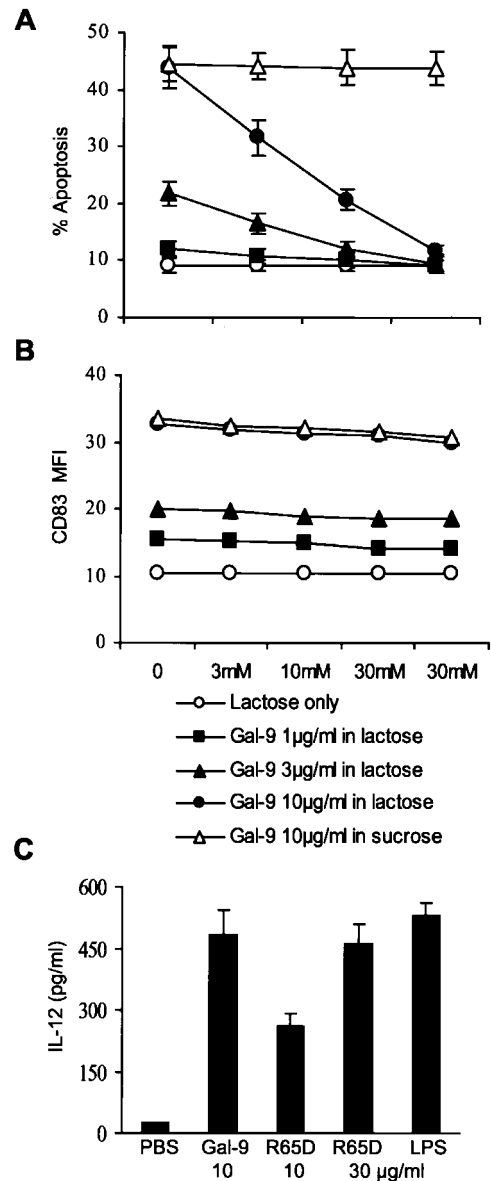 A
50
40
30
20
10
0
% Apoptosis
B
40
30
20
10
0
CD83 MFI
0 3mM 10mM 30mM 30mM
Lactose only
Gal-9 1µg/ml in lactose
Gal-9 3µg/ml in lactose
Gal-9 10µg/ml in lactose
Gal-9 10µg/ml in sucrose
C
600
450
300
150
0
IL-12 (pg/ml)
PBS Gal-9 R65D R65D LPS
10 10 30 µg/ml